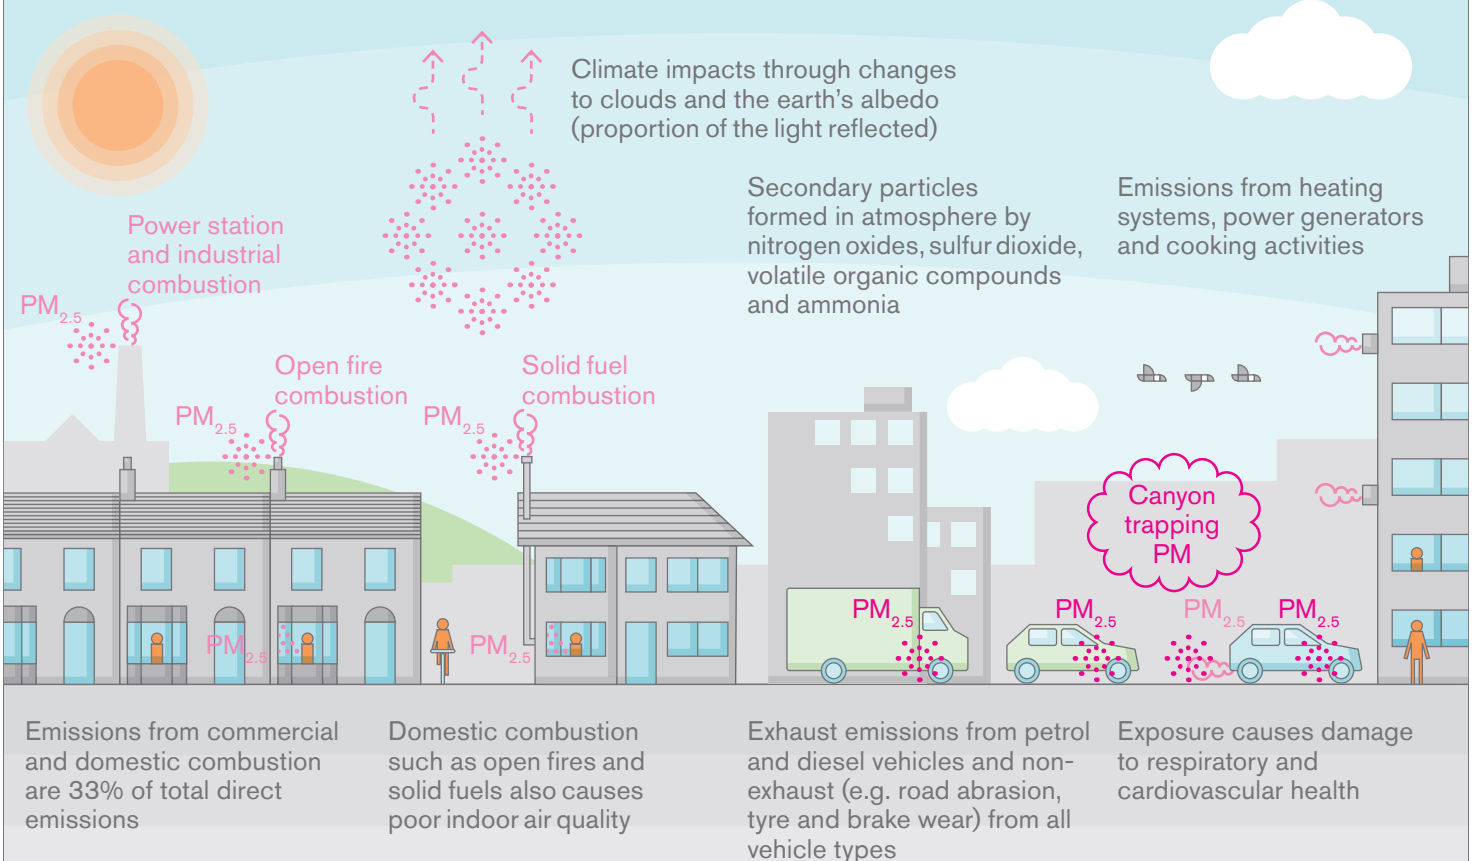 Climate impacts through changes
to clouds and the earth's albedo
(proportion of the light reflected)
Secondary particles
formed in atmosphere by
nitrogen oxides, sulfur dioxide,
volatile organic compounds
and ammonia
Emissions from heating
systems, power generators
and cooking activities
Power station
and industrial
combustion
PM2.5
Open fire
combustion
PM2.5
Solid fuel
combustion
PM2.5
Canyon
trapping
PM
PM2.5
PM2.5
PM2.5
PM2.5
PM2.5
PM2.5
Emissions from commercial
and domestic combustion
are 33% of total direct
emissions
Domestic combustion
such as open fires and
solid fuels also causes
poor indoor air quality
Exhaust emissions from petrol
and diesel vehicles and non-
exhaust (e.g. road abrasion,
tyre and brake wear) from all
vehicle types
Exposure causes damage
to respiratory and
cardiovascular health